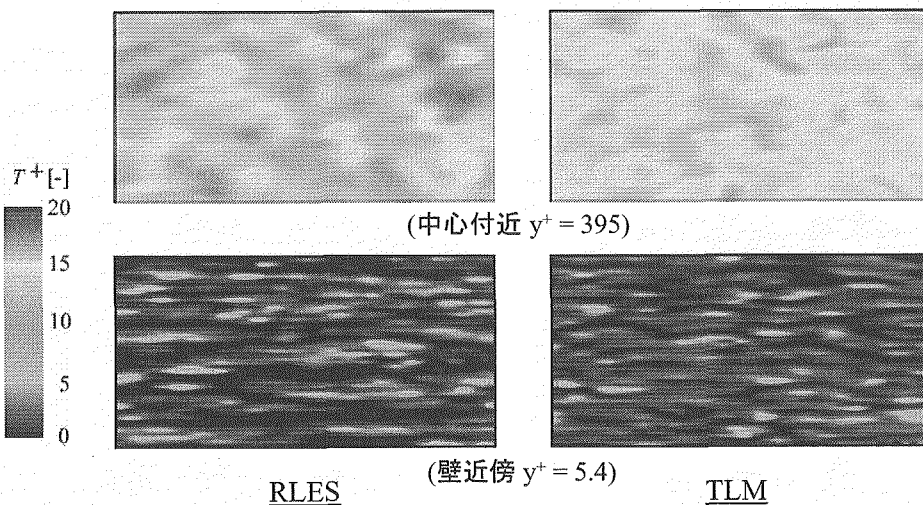 (中心付近 y⁺ = 395)
T⁺ [-]
20
15
10
5
0
(壁近傍 y⁺ = 5.4)
RLES
TLM